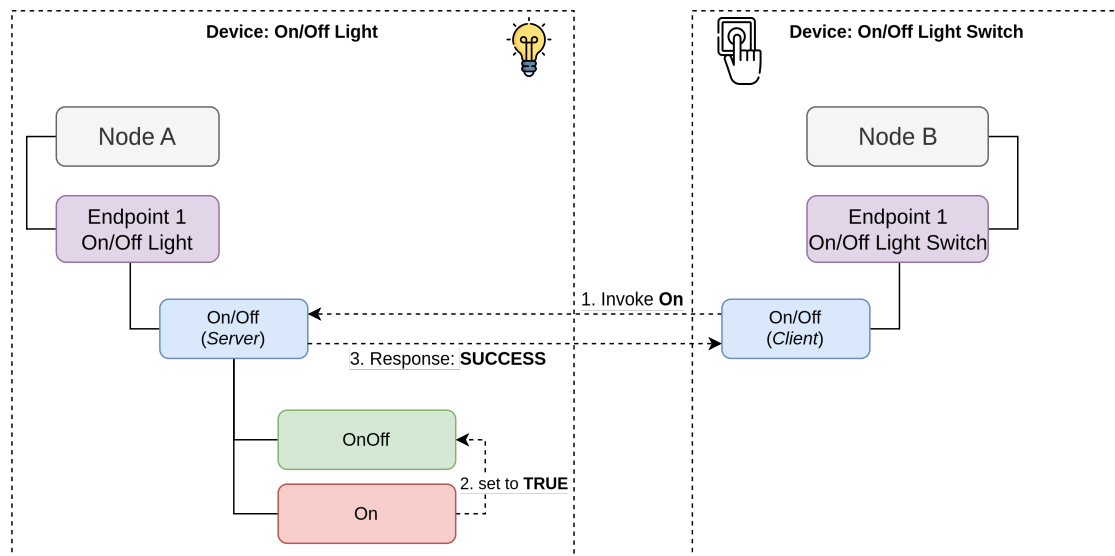 Device: On/Off Light
Device: On/Off Light Switch
Node A
Node B
Endpoint 1
On/Off Light
Endpoint 1
On/Off Light Switch
1. Invoke On
On/Off
(Server)
On/Off
(Client)
3. Response: SUCCESS
OnOff
2. set to TRUE
On